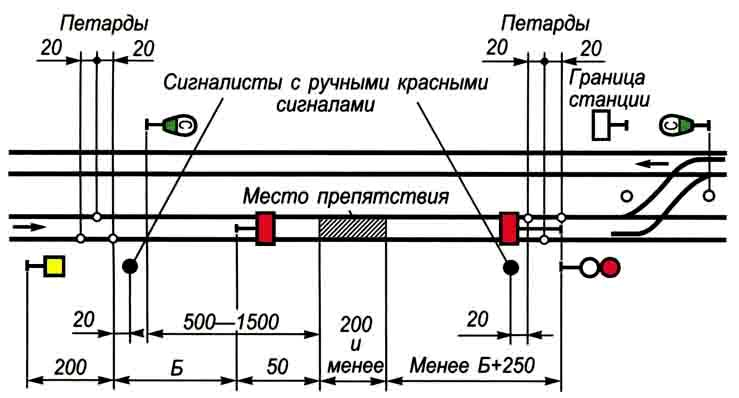 Петарды
20 20
Сигналисты с ручными красными
сигналами
Петарды
20 20
Граница
станции
С
С
Место препятствия
20
500—1500
200
и
менее
20
200
Б
50
Менее Б+250